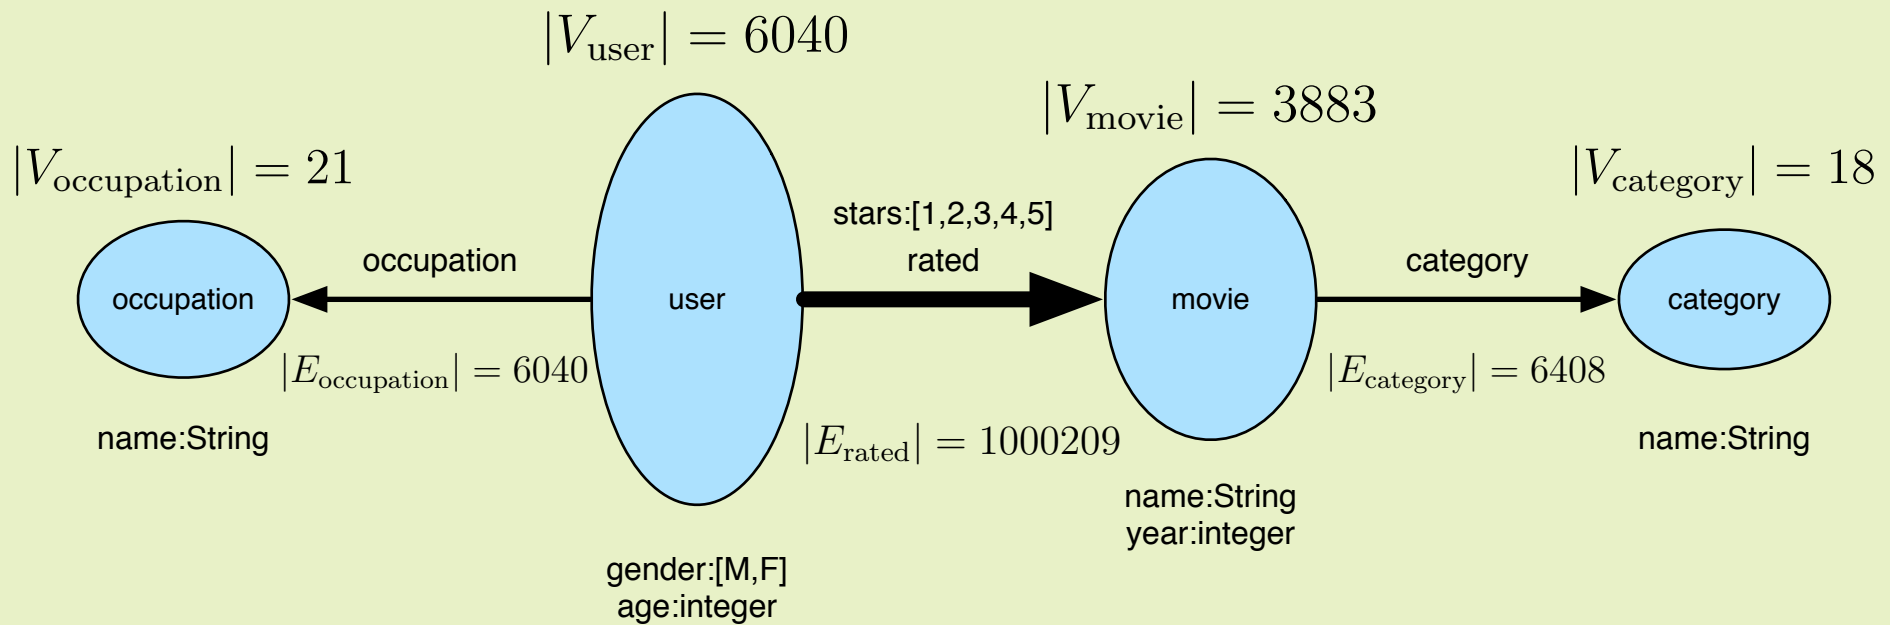 |V_user| = 6040
|V_movie| = 3883
|V_occupation| = 21
|V_category| = 18
stars:[1,2,3,4,5]
occupation
rated
category
occupation
user
movie
category
|E_occupation| = 6040
|E_category| = 6408
name:String
|E_rated| = 1000209
name:String
name:String
year:integer
gender:[M,F]
age:integer